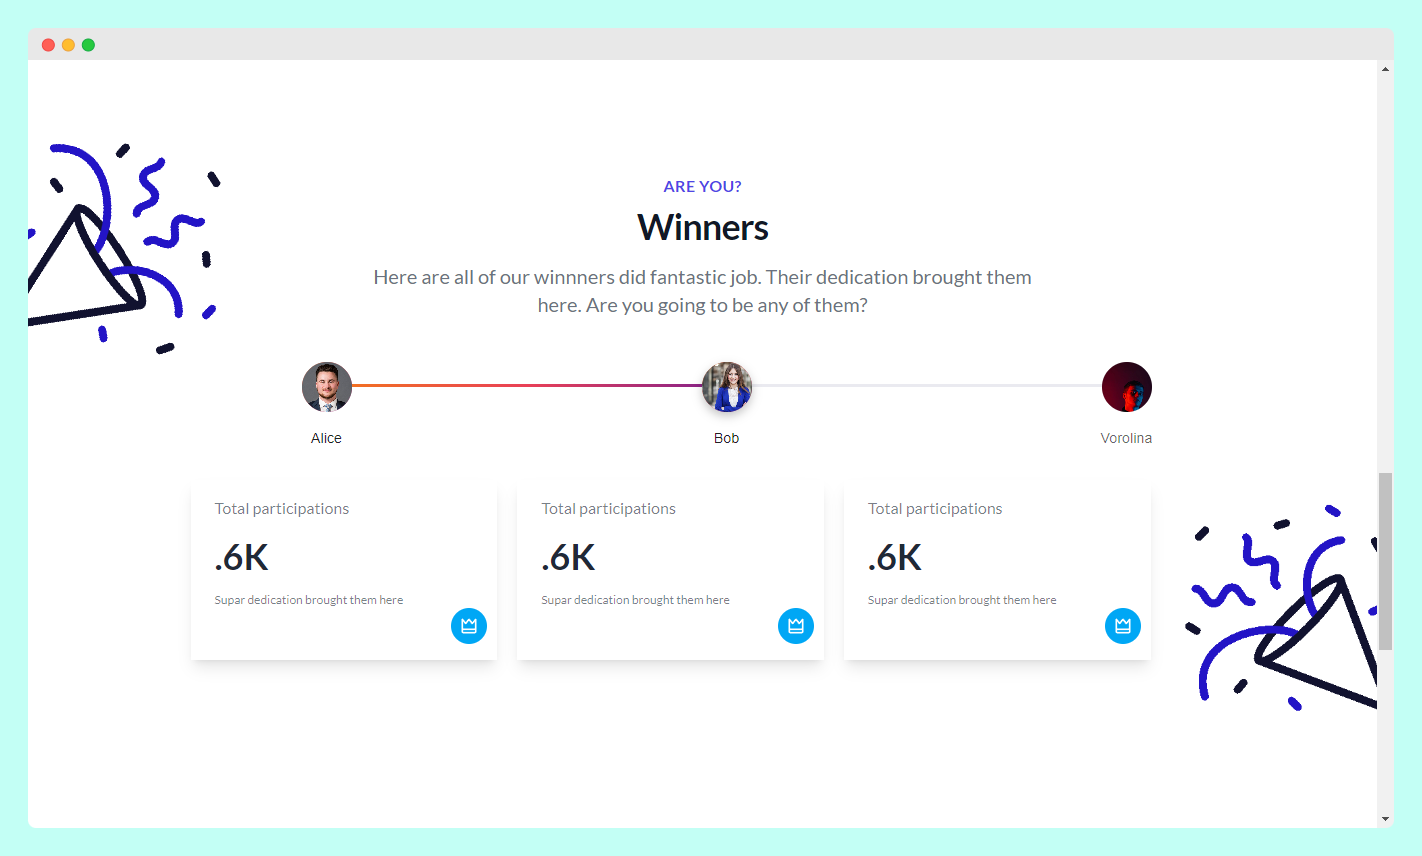 ARE YOU?
Winners
Here are all of our winnners did fantastic job. Their dedication brought them
here. Are you going to be any of them?
Alice
Bob
Vorolina
Total participations
.6K
Supar dedication brought them here
Total participations
.6K
Supar dedication brought them here
Total participations
.6K
Supar dedication brought them here